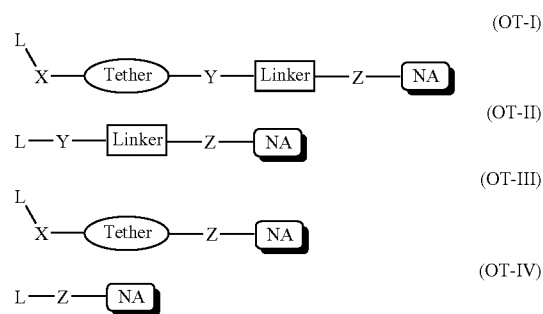 (OT-I)
L
X Tether Y Linker Z NA
(OT-II)
L Y Linker Z NA
(OT-III)
L
X Tether Z NA
(OT-IV)
L Z NA